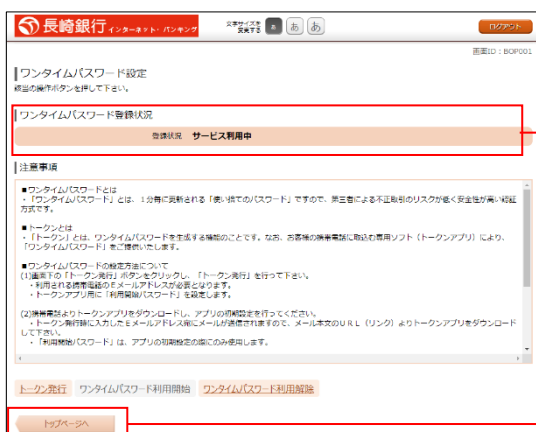 長崎銀行 インターネット・バンキング
文字サイズを変更する あ あ あ
ログアウト
画面ID：BOP001
ワンタイムパスワード設定
該当の操作ボタンを押して下さい。
ワンタイムパスワード登録状況
登録状況 サービス利用中
注意事項
■ワンタイムパスワードとは
・「ワンタイムパスワード」とは、１分毎に更新される「使い捨てのパスワード」ですので、第三者による不正取引のリスクが低く安全性が高い認証
方式です。
■トークンとは
・「トークン」とは、ワンタイムパスワードを生成する機能のことです。なお、お客様の携帯電話に取込む専用ソフト（トークンアプリ）により、
「ワンタイムパスワード」をご提供いたします。
■ワンタイムパスワードの設定方法について
(1)画面下の「トークン発行」ボタンをクリックし、「トークン発行」を行って下さい。
・利用される携帯電話のＥメールアドレスが必要となります。
・トークンアプリ用に「利用開始パスワード」を設定します。
(2)携帯電話よりトークンアプリをダウンロードし、アプリの初期設定を行ってください。
・トークン発行時に入力したＥメールアドレス宛にメールが送信されますので、メール本文のＵＲＬ（リンク）よりトークンアプリをダウンロード
して下さい。
・「利用開始パスワード」は、アプリの初期設定の際にのみ使用します。
トークン発行 ワンタイムパスワード利用開始 ワンタイムパスワード利用解除
トップページへ